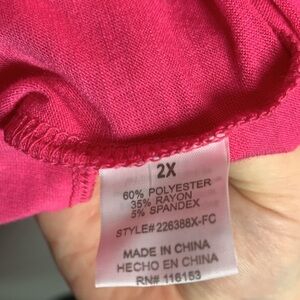 2X
60% POLYESTER
35% RAYON
5% SPANDEX
STYLE# 226388X-FC
MADE IN CHINA
HECHO EN CHINA
RN# 116153